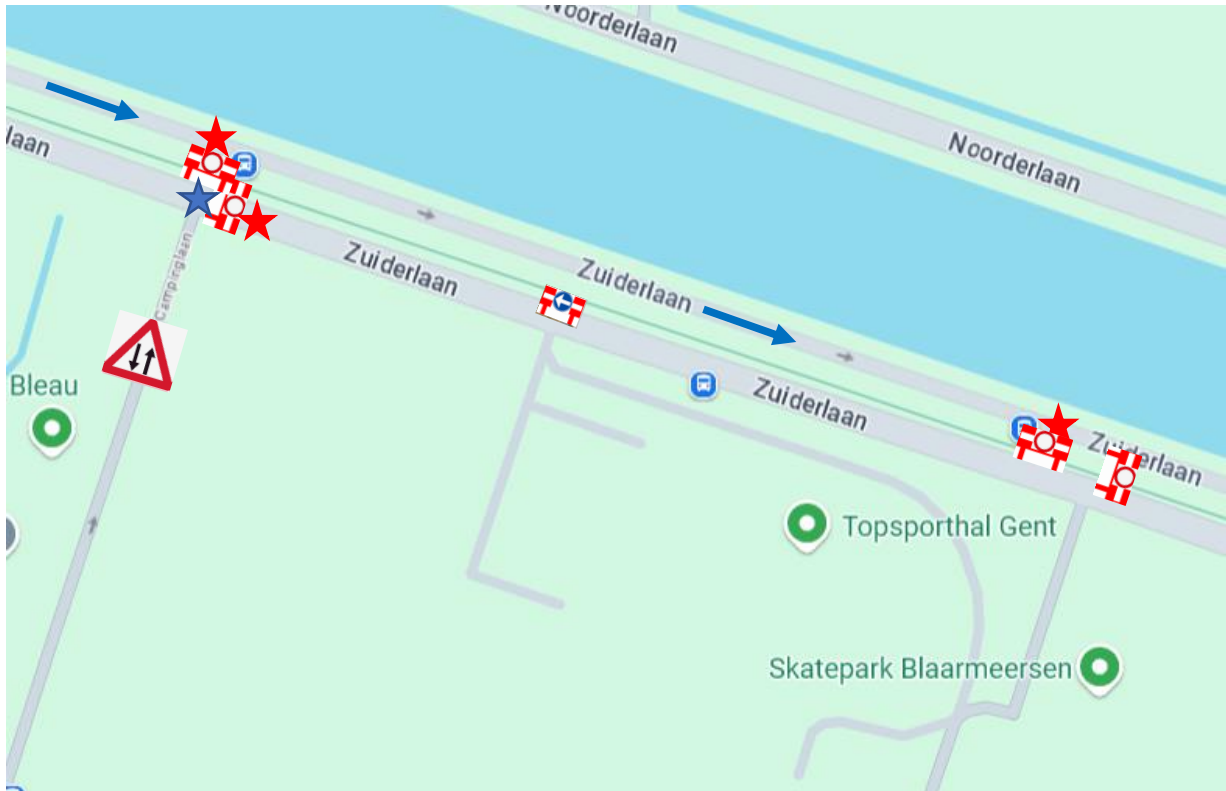 Noorderlaan
Noorderlaan
laan
Zuiderlaan
Zuiderlaan
Campinglaan
Zuiderlaan
Zuiderlaan
Bleau
Topsporthal Gent
Skatepark Blaarmeersen